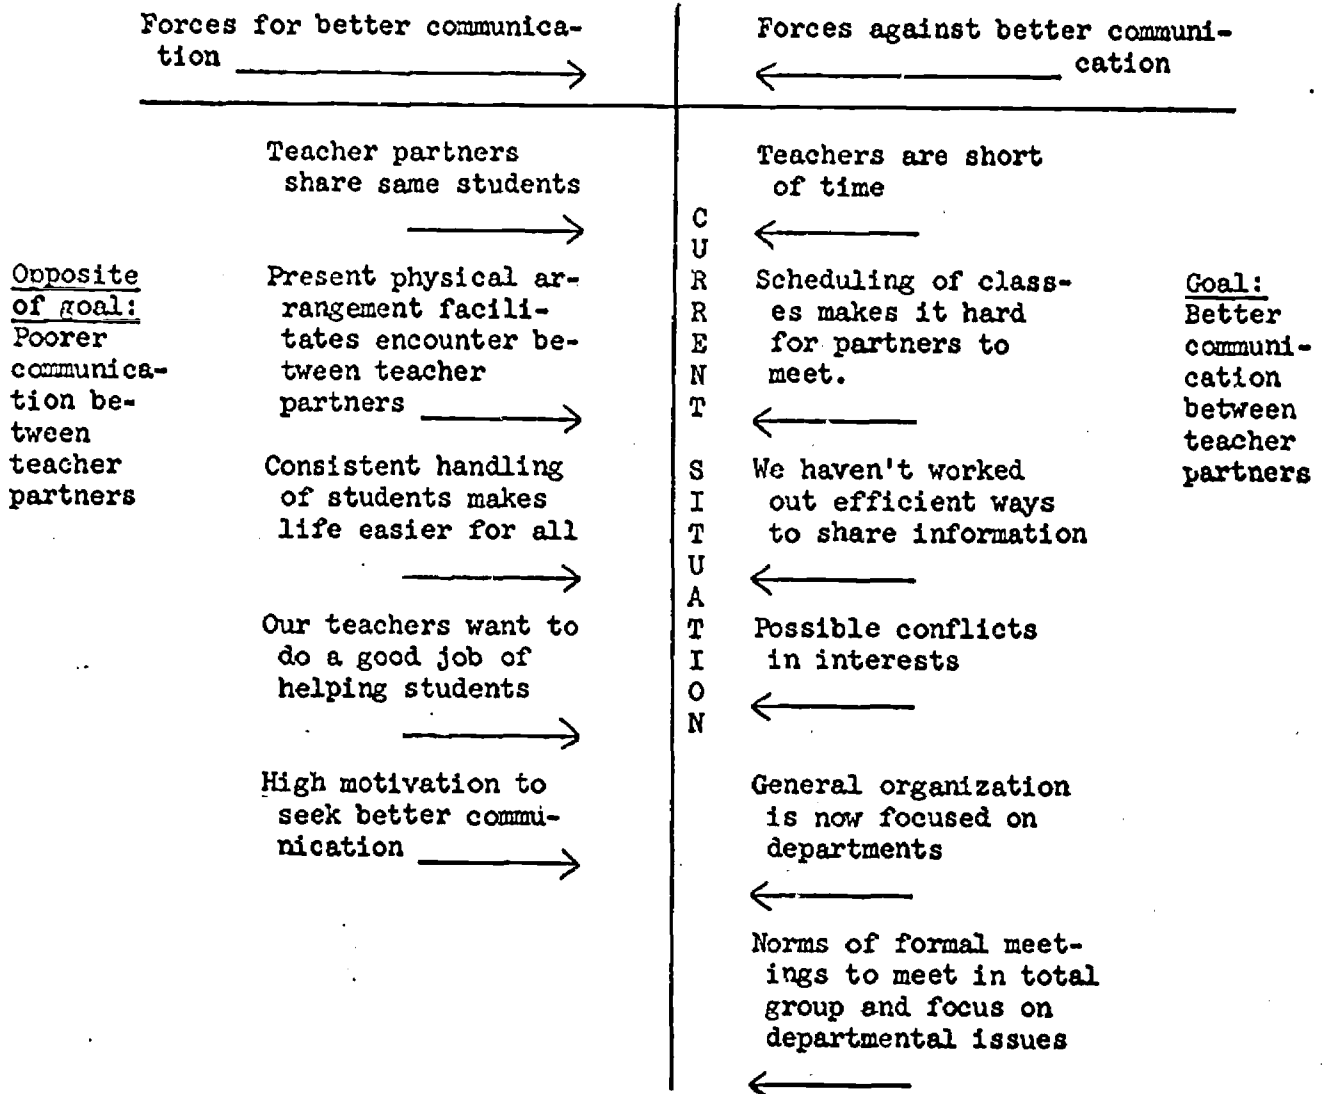 Forces for better communica-
tion
Forces against better communi-
cation
Opposite
of goal:
Poorer
communica-
tion be-
tween
teacher
partners
Teacher partners
share same students
Present physical ar-
rangement facili-
tates encounter be-
tween teacher
partners
Consistent handling
of students makes
life easier for all
Our teachers want to
do a good job of
helping students
High motivation to
seek better commu-
nication
C
U
R
R
E
N
T
S
I
T
U
A
T
I
O
N
Teachers are short
of time
Scheduling of class-
es makes it hard
for partners to
meet.
We haven't worked
out efficient ways
to share information
Possible conflicts
in interests
General organization
is now focused on
departments
Norms of formal meet-
ings to meet in total
group and focus on
departmental issues
Goal:
Better
communi-
cation
between
teacher
partners